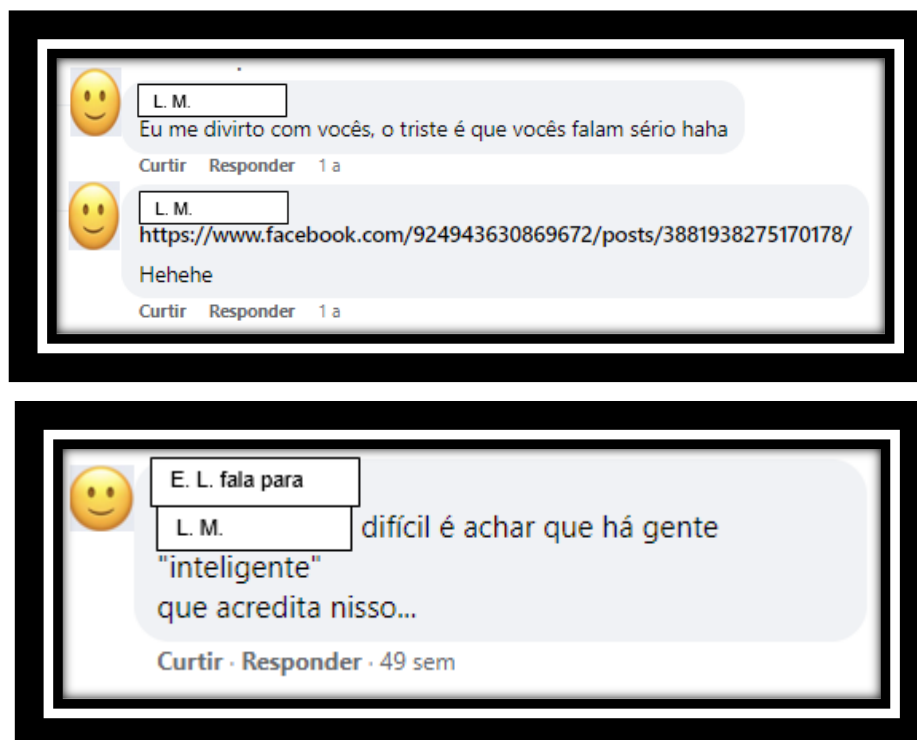 L. M.
Eu me divirto com vocês, o triste é que vocês falam sério haha
Curtir Responder 1 a
L. M.
https://www.facebook.com/924943630869672/posts/3881938275170178/
Hehehe
Curtir Responder 1 a
E. L. fala para
L. M. difícil é achar que há gente
"inteligente"
que acredita nisso...
Curtir · Responder · 49 sem